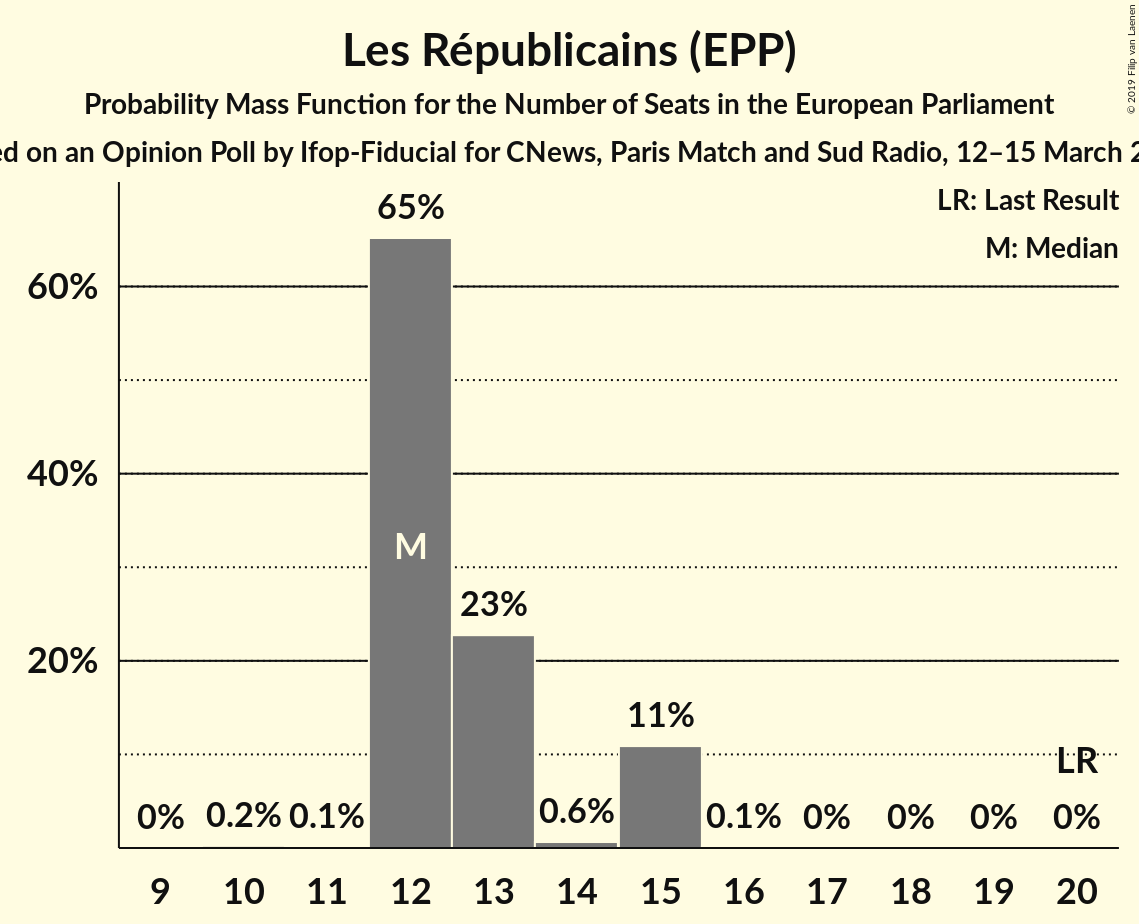 © 2019 Filip van Laenen
Les Républicains (EPP)
Probability Mass Function for the Number of Seats in the European Parliament
on an Opinion Poll by Ifop-Fiducial for CNews, Paris Match and Sud Radio, 12–15 March
LR: Last Result
M: Median
60%
40%
20%
65%
M
23%
11%
LR
0% 0.2% 0.1% 0.6% 0.1% 0% 0% 0% 0%
9 10 11 12 13 14 15 16 17 18 19 20